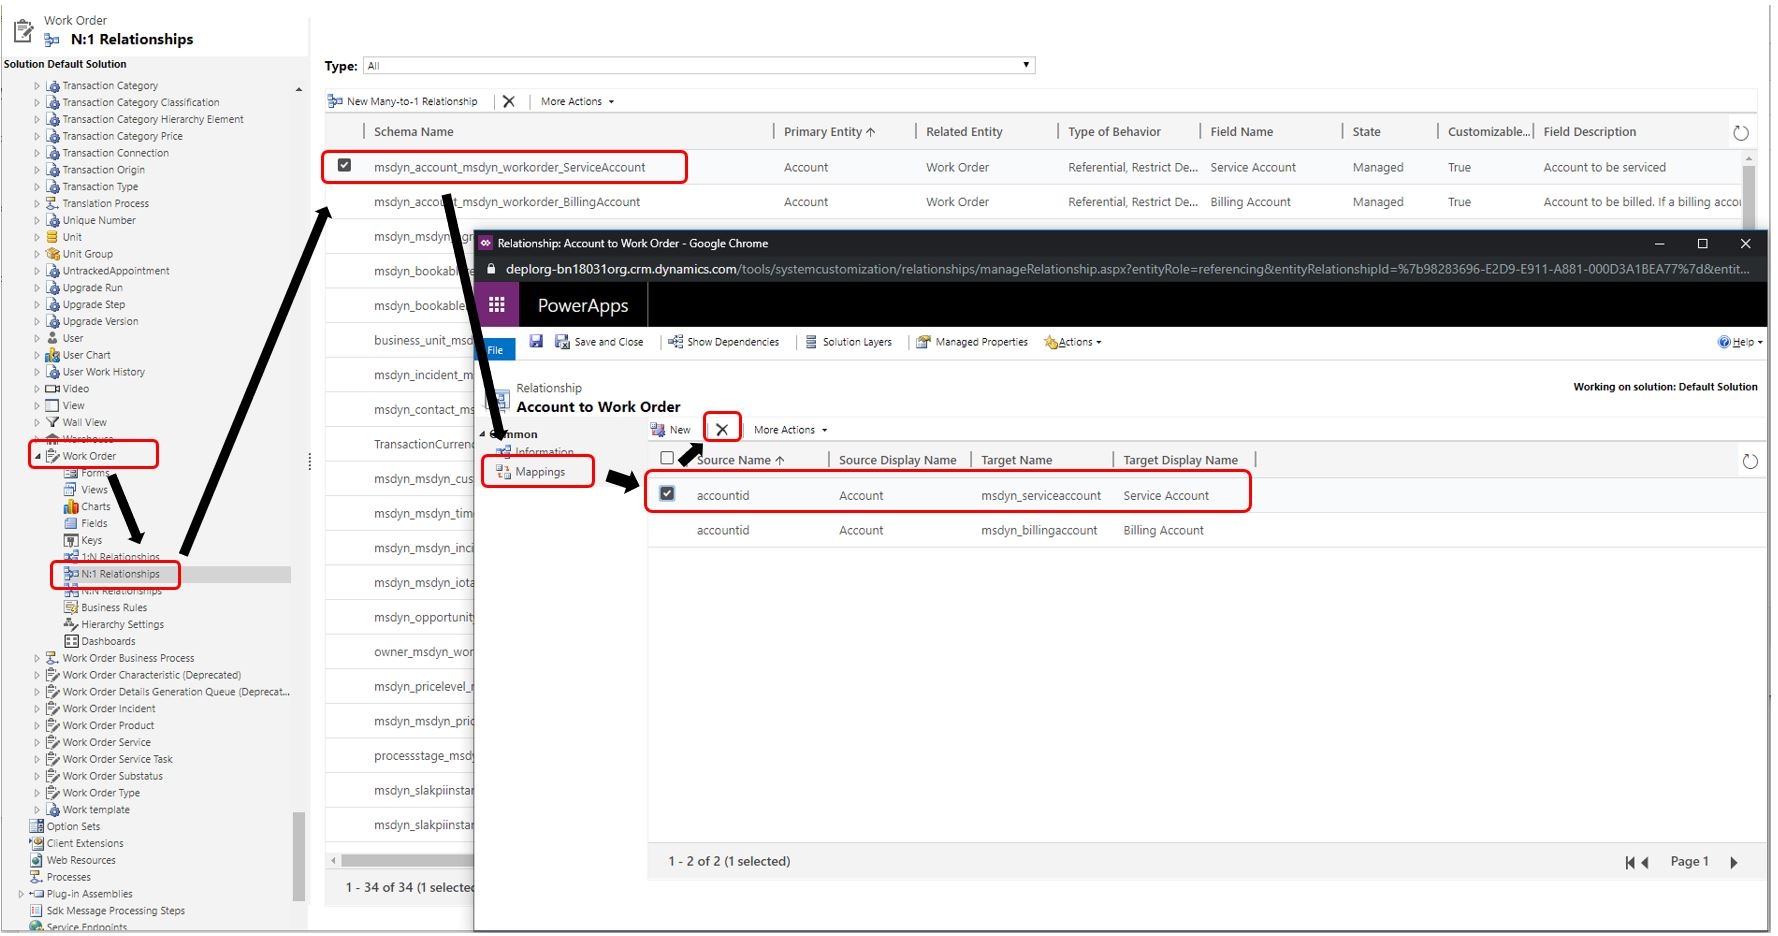 Work Order
N:1 Relationships
Solution Default Solution
Transaction Category
Transaction Category Classification
Transaction Category Hierarchy Element
Transaction Category Price
Transaction Connection
Transaction Origin
Transaction Type
Translation Process
Unique Number
Unit
Unit Group
UntrackedAppointment
Upgrade Run
Upgrade Step
Upgrade Version
User
User Chart
User Work History
Video
View
Wall View
Warehouse
Work Order
Forms
Views
Charts
Fields
Keys
1:N Relationships
N:1 Relationships
N:N Relationships
Business Rules
Hierarchy Settings
Dashboards
Work Order Business Process
Work Order Characteristic (Deprecated)
Work Order Details Generation Queue (Deprecat...
Work Order Incident
Work Order Product
Work Order Service
Work Order Service Task
Work Order Substatus
Work Order Type
Work template
Option Sets
Client Extensions
Web Resources
Processes
Plug-in Assemblies
Sdk Message Processing Steps
Service Endpoints
Type: All
New Many-to-1 Relationship More Actions
Schema Name Primary Entity Related Entity Type of Behavior Field Name State Customizable... Field Description
msdyn_account_msdyn_workorder_ServiceAccount Account Work Order Referential, Restrict De... Service Account Managed True Account to be serviced
msdyn_account_msdyn_workorder_BillingAccount Account Work Order Referential, Restrict De... Billing Account Managed True Account to be billed. If a billing accou
msdyn_msdyn_
msdyn_bookable
msdyn_bookable
business_unit_msd
msdyn_incident_m
msdyn_contact_ms
TransactionCurren
msdyn_msdyn_cus
msdyn_msdyn_tim
msdyn_msdyn_inci
msdyn_msdyn_iota
msdyn_opportunity
owner_msdyn_wor
msdyn_pricelevel_
msdyn_msdyn_pric
processstage_msdy
msdyn_slakpiinstar
msdyn_slakpiinstar
1 - 34 of 34 (1 selected
Relationship: Account to Work Order - Google Chrome
deplorg-bn18031org.crm.dynamics.com/tools/systemcustomization/relationships/manageRelationship.aspx?entityRole=referencing&entityRelationshipId=%7b98283696-E2D9-E911-A881-000D3A1BEA77%7d&entit...
PowerApps
File Save and Close Show Dependencies Solution Layers Managed Properties Actions Help
Relationship
Account to Work Order
Working on solution: Default Solution
Common
Information
Mappings
New More Actions
Source Name Source Display Name Target Name Target Display Name
accountid Account msdyn_serviceaccount Service Account
accountid Account msdyn_billingaccount Billing Account
1 - 2 of 2 (1 selected)
Page 1